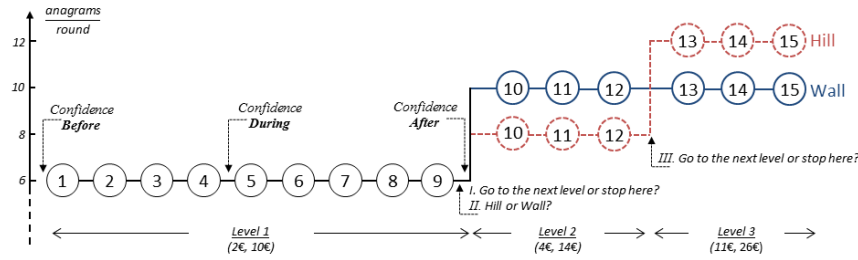 anagrams
round
12
10
8
6
Confidence
Before
Confidence
During
Confidence
After
1 2 3 4 5 6 7 8 9
10 11 12 13 14 15 Wall
10 11 12
13 14 15 Hill
I. Go to the next level or stop here?
II. Hill or Wall?
III. Go to the next level or stop here?
Level 1
(2€, 10€)
Level 2
(4€, 14€)
Level 3
(11€, 26€)